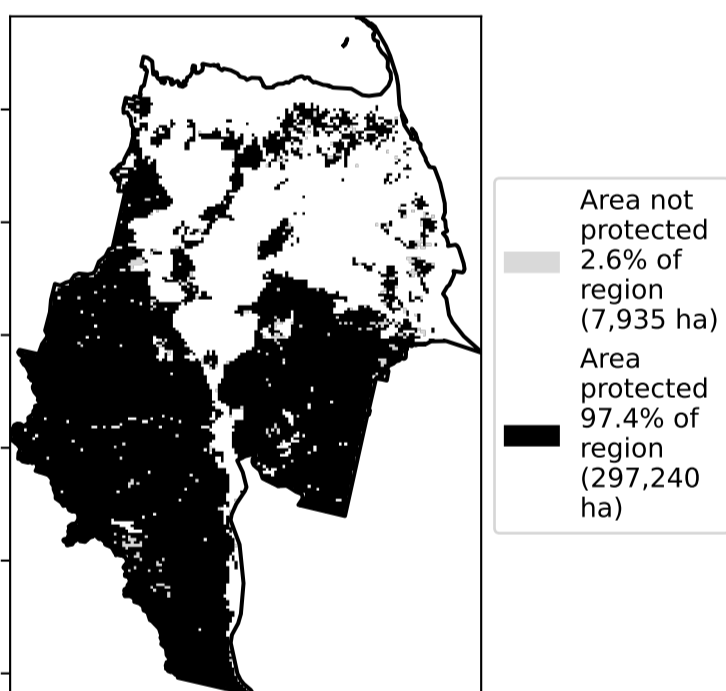 Area not
protected
2.6% of
region
(7,935 ha)
Area
protected
97.4% of
region
(297,240
ha)